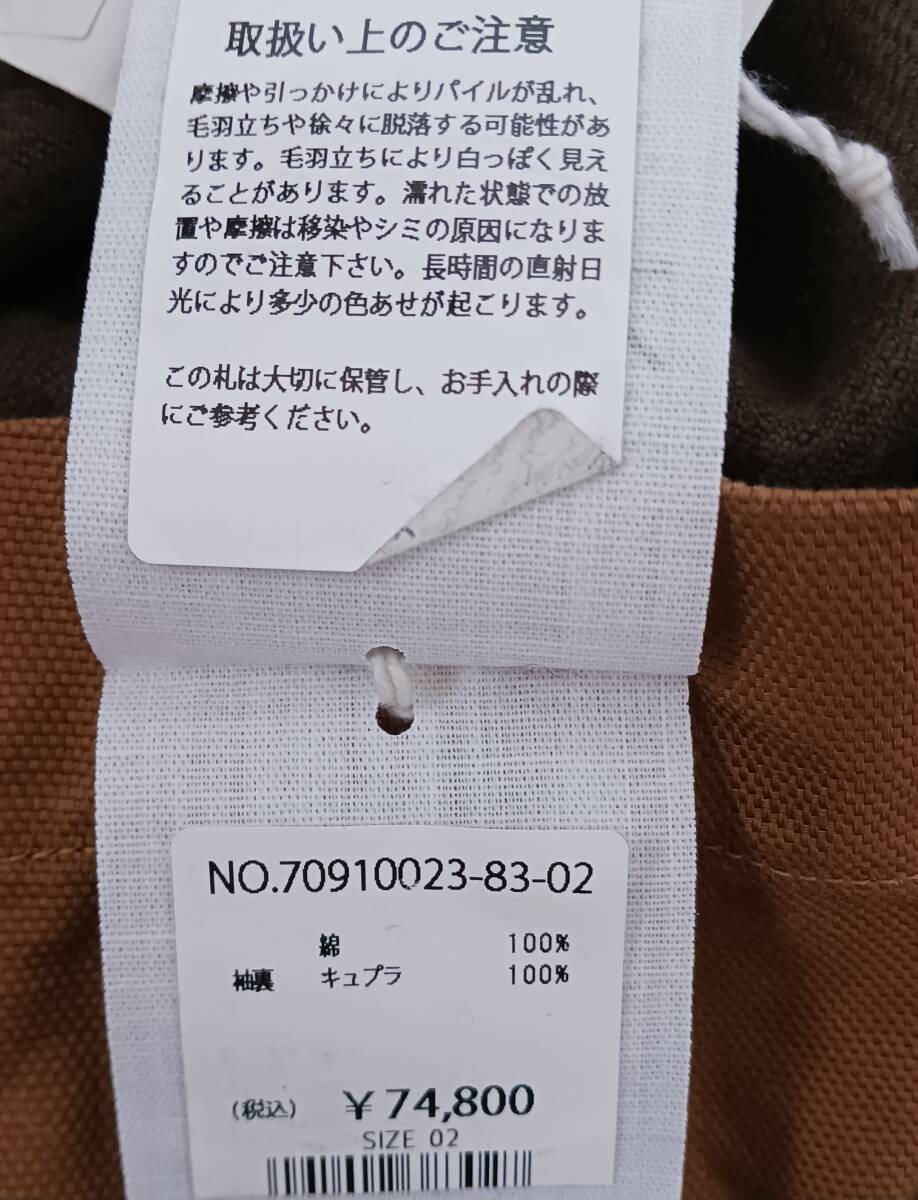 取扱い上のご注意
摩擦や引っかけによりパイルが乱れ、
毛羽立ちや徐々に脱落する可能性があ
ります。毛羽立ちにより白っぽく見え
ることがあります。濡れた状態での放
置や摩擦は移染やシミの原因になりま
すのでご注意下さい。長時間の直射日
光により多少の色あせが起こります。
この札は大切に保管し、お手入れの際
にご参考ください。
NO.70910023-83-02
綿 100%
袖裏 キュプラ 100%
(税込) ¥74,800
SIZE 02